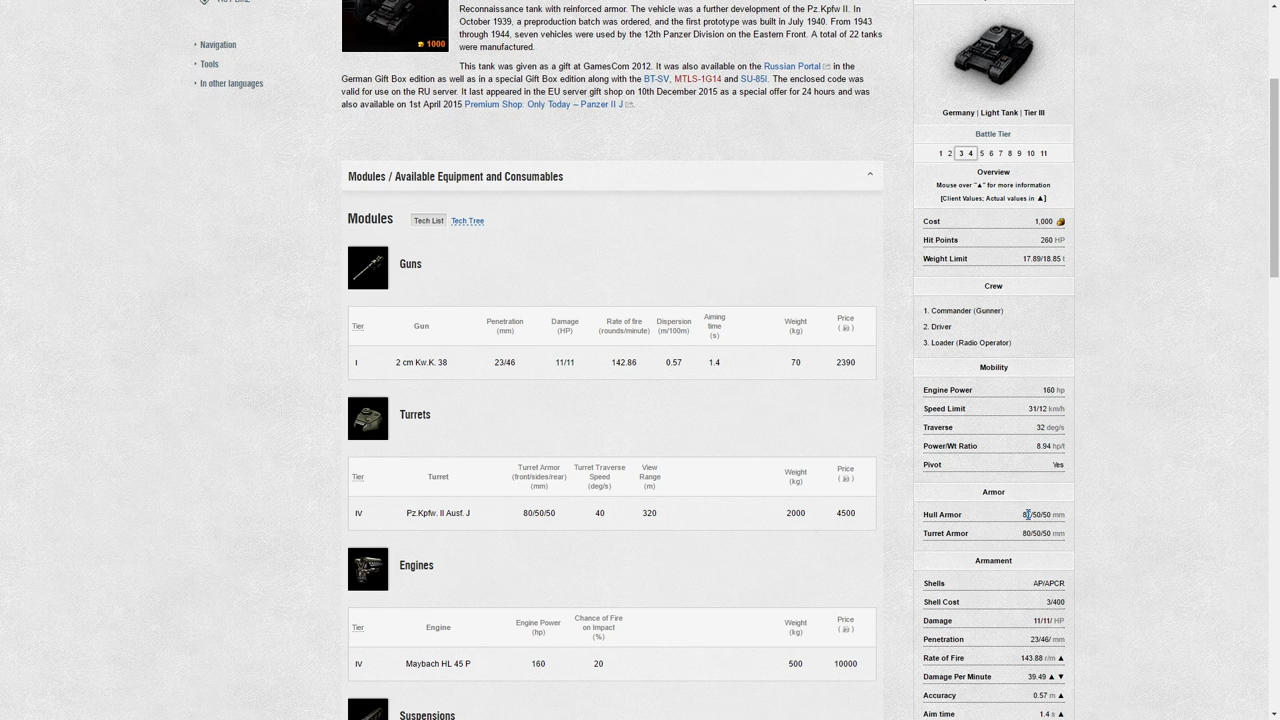 Navigation
Tools
In other languages
1000
Reconnaissance tank with reinforced armor. The vehicle was a further development of the Pz.Kpfw II. In
October 1939, a preproduction batch was ordered, and the first prototype was built in July 1940. From 1943
through 1944, seven vehicles were used by the 12th Panzer Division on the Eastern Front. A total of 22 tanks
were manufactured.
This tank was given as a gift at GamesCom 2012. It was also available on the Russian Portal in the
German Gift Box edition as well as in a special Gift Box edition along with the BT-SV, MTLS-1G14 and SU-85I. The enclosed code was
valid for use on the RU server. It last appeared in the EU server gift shop on 10th December 2015 as a special offer for 24 hours and was
also available on 1st April 2015 Premium Shop: Only Today ~ Panzer II J .
Modules / Available Equipment and Consumables
Modules Tech List Tech Tree
Guns
Tier Gun Penetration (mm) Damage (HP) Rate of fire (rounds/minute) Dispersion (m/100m) Aiming time (s) Weight (kg) Price ( )
I 2 cm Kw.K. 38 23/46 11/11 142.86 0.57 1.4 70 2390
Turrets
Tier Turret Turret Armor (front/sides/rear) (mm) Turret Traverse Speed (deg/s) View Range (m) Weight (kg) Price ( )
IV Pz.Kpfw. II Ausf. J 80/50/50 40 320 2000 4500
Engines
Tier Engine Engine Power (hp) Chance of Fire on Impact (%) Weight (kg) Price ( )
IV Maybach HL 45 P 160 20 500 10000
Suspensions
Germany | Light Tank | Tier III
Battle Tier
1 2 3 4 5 6 7 8 9 10 11
Overview
Mouse over "▲" for more information
[Client Values; Actual values in ▲]
Cost 1,000
Hit Points 260 HP
Weight Limit 17.89/18.85 t
Crew
1. Commander (Gunner)
2. Driver
3. Loader (Radio Operator)
Mobility
Engine Power 160 hp
Speed Limit 31/12 km/h
Traverse 32 deg/s
Power/Wt Ratio 8.94 hp/t
Pivot Yes
Armor
Hull Armor 80/50/50 mm
Turret Armor 80/50/50 mm
Armament
Shells AP/APCR
Shell Cost 3/400
Damage 11/11/ HP
Penetration 23/46/ mm
Rate of Fire 143.88 r/m ▲
Damage Per Minute 39.49 ▲ ▼
Accuracy 0.57 m ▲
Aim time 1.4 s ▲